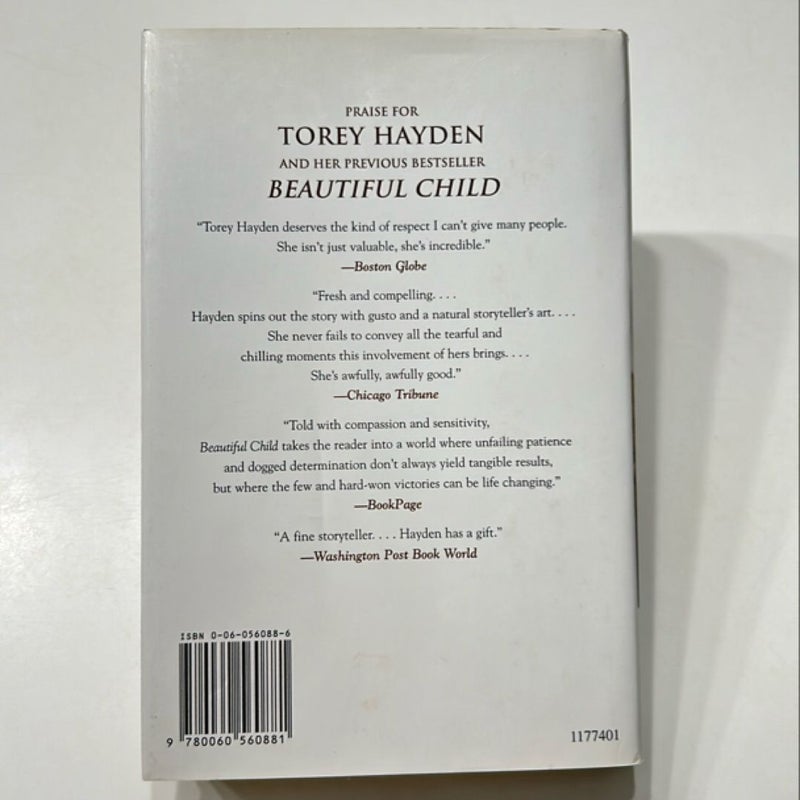 PRAISE FOR
TOREY HAYDEN
AND HER PREVIOUS BESTSELLER
BEAUTIFUL CHILD
“Torey Hayden deserves the kind of respect I can’t give many people.
She isn’t just valuable, she’s incredible.”
—Boston Globe
“Fresh and compelling. . . .
Hayden spins out the story with gusto and a natural storyteller’s art. . . .
She never fails to convey all the tearful and
chilling moments this involvement of hers brings. . . .
She’s awfully, awfully good.”
—Chicago Tribune
“Told with compassion and sensitivity,
Beautiful Child takes the reader into a world where unfailing patience
and dogged determination don’t always yield tangible results,
but where the few and hard-won victories can be life changing.”
—BookPage
“A fine storyteller. . . . Hayden has a gift.”
—Washington Post Book World
ISBN 0-06-056088-6
9 780060 560881
1177401